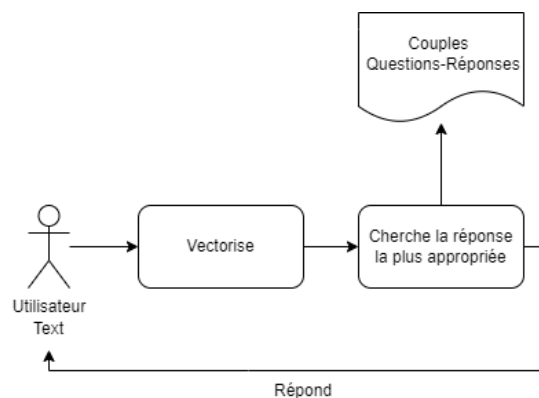 Couples
Questions-Réponses
Vectorise
Cherche la réponse
la plus appropriée
Utilisateur
Text
Répond